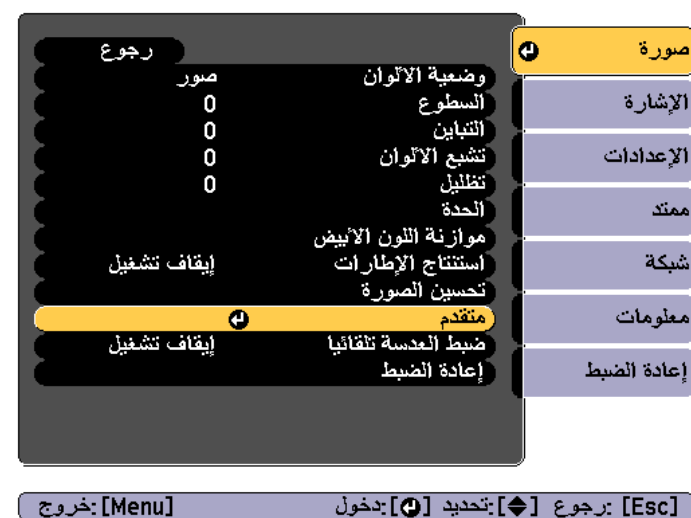 صورة
الإشارة
الإعدادات
ممتد
شبكة
معلومات
إعادة الضبط
رجوع
وضعية الألوان صور
السطوع 0
التباين 0
تشبع الألوان 0
تظليل 0
الحدة
موازنة اللون الأبيض
استنتاج الإطارات إيقاف تشغيل
تحسين الصورة
متقدم
ضبط العدسة تلقائيا إيقاف تشغيل
إعادة الضبط
[Esc] :رجوع [◆]:تحديد [↵]:دخول [Menu]:خروج